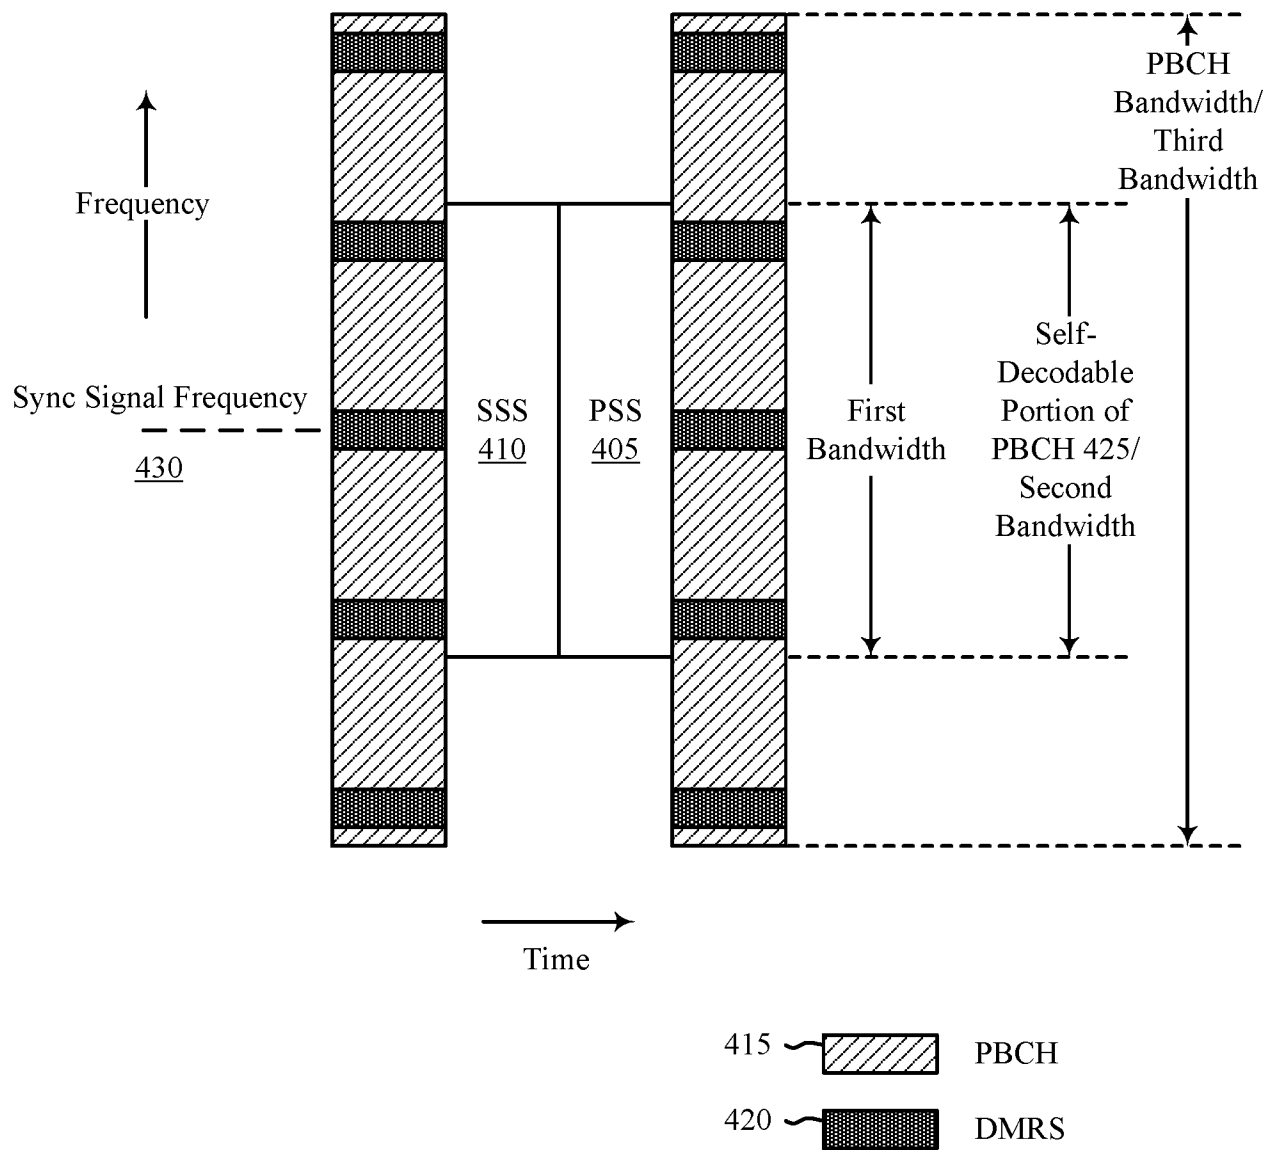 PBCH
Bandwidth/
Third
Bandwidth
Frequency
Sync Signal Frequency
430
SSS
410
PSS
405
First
Bandwidth
Self-
Decodable
Portion of
PBCH 425/
Second
Bandwidth
Time
415
PBCH
420
DMRS